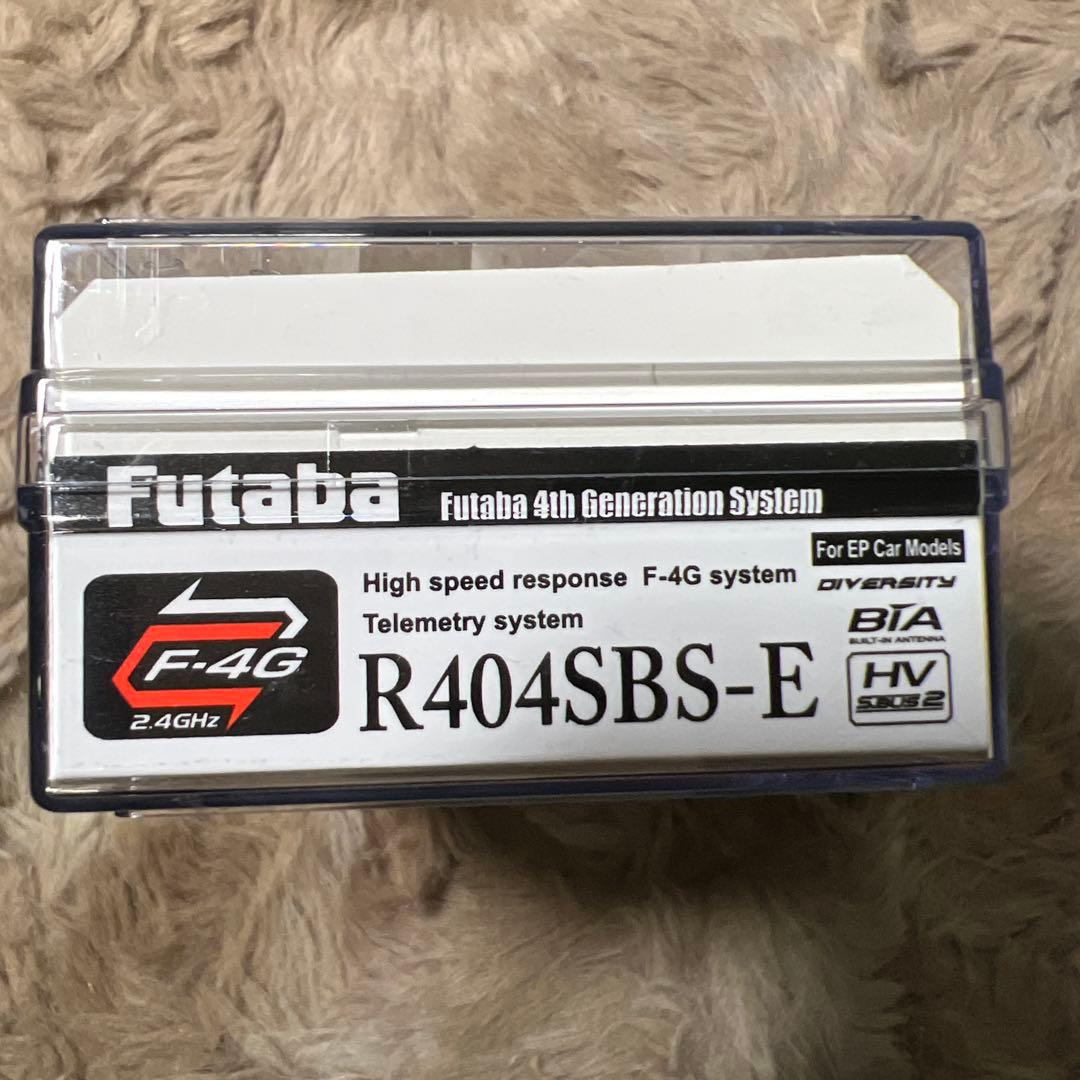 Futaba Futaba 4th Generation System
For EP Car Models
High speed response F-4G system
DIVERSITY
Telemetry system
BIA
BUILT-IN ANTENNA
F-4G
2.4GHz
R404SBS-E
HV
S.BUS2